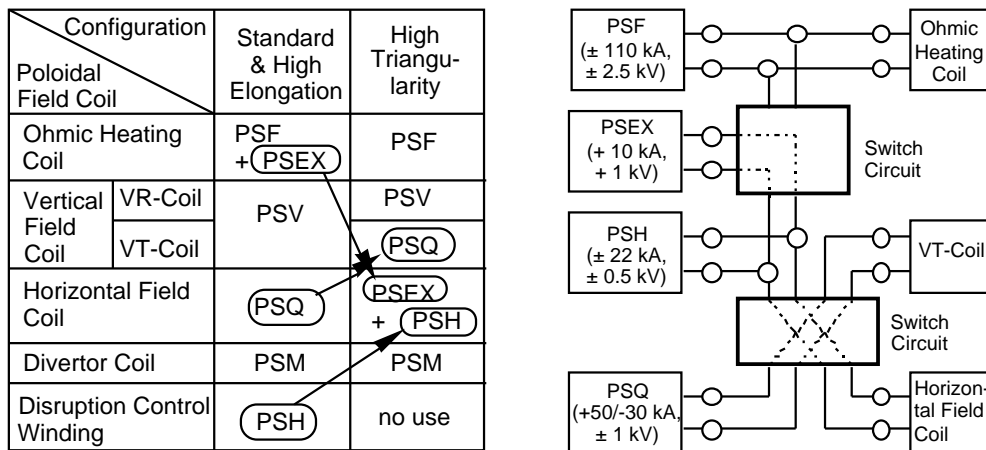 Configuration
Poloidal
Field Coil
Standard
& High
Elongation
High
Triangu-
larity
Ohmic Heating
Coil
PSF
+ PSEX
PSF
Vertical
Field
Coil
VR-Coil
VT-Coil
PSV
PSV
PSQ
Horizontal Field
Coil
PSQ
PSEX
+ PSH
Divertor Coil
PSM
PSM
Disruption Control
Winding
PSH
no use
PSF
(± 110 kA,
± 2.5 kV)
Ohmic
Heating
Coil
PSEX
(+ 10 kA,
+ 1 kV)
Switch
Circuit
PSH
(± 22 kA,
± 0.5 kV)
VT-Coil
Switch
Circuit
PSQ
(+50/-30 kA,
± 1 kV)
Horizon-
tal Field
Coil